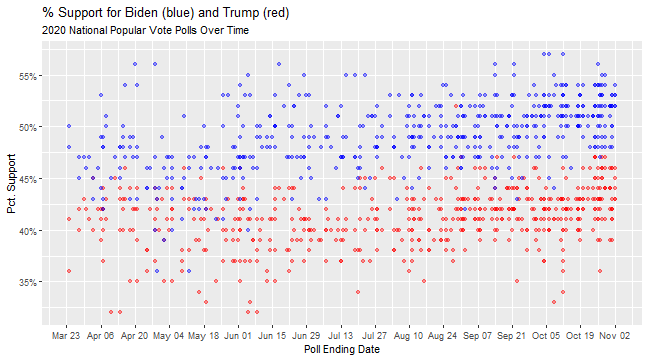 % Support for Biden (blue) and Trump (red)
2020 National Popular Vote Polls Over Time
Pct. Support
55%
50%
45%
40%
35%
Mar 23 Apr 06 Apr 20 May 04 May 18 Jun 01 Jun 15 Jun 29 Jul 13 Jul 27 Aug 10 Aug 24 Sep 07 Sep 21 Oct 05 Oct 19 Nov 02
Poll Ending Date